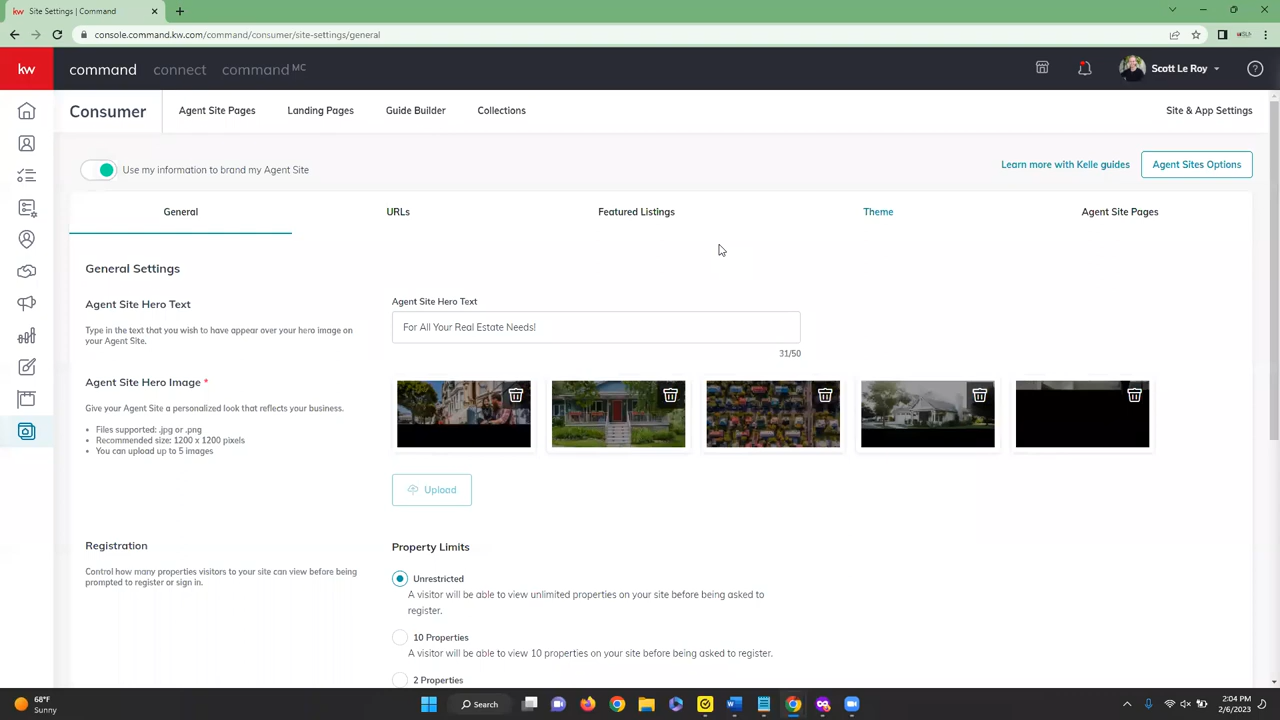 Site Settings | Command
console.command.kw.com/command/consumer/site-settings/general
kw command connect command MC Scott Le Roy
Consumer Agent Site Pages Landing Pages Guide Builder Collections Site & App Settings
Use my information to brand my Agent Site Learn more with Kelle guides Agent Sites Options
General URLs Featured Listings Theme Agent Site Pages
General Settings
Agent Site Hero Text
Type in the text that you wish to have appear over your hero image on
your Agent Site.
Agent Site Hero Text
For All Your Real Estate Needs!
31/50
Agent Site Hero Image *
Give your Agent Site a personalized look that reflects your business.
• Files supported: .jpg or .png
• Recommended size: 1200 x 1200 pixels
• You can upload up to 5 images
Upload
Registration
Control how many properties visitors to your site can view before being
prompted to register or sign in.
Property Limits
Unrestricted
A visitor will be able to view unlimited properties on your site before being asked to
register.
10 Properties
A visitor will be able to view 10 properties on your site before being asked to register.
2 Properties
68°F
Sunny
Search
2:04 PM
2/6/2023